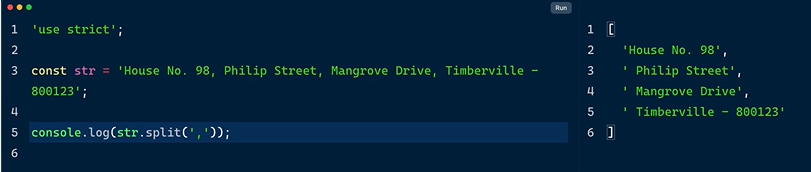 Run
1 'use strict';
2
3 const str = 'House No. 98, Philip Street, Mangrove Drive, Timberville -
800123';
4
5 console.log(str.split(','));
6
1 [
2 'House No. 98',
3 ' Philip Street',
4 ' Mangrove Drive',
5 ' Timberville - 800123'
6 ]